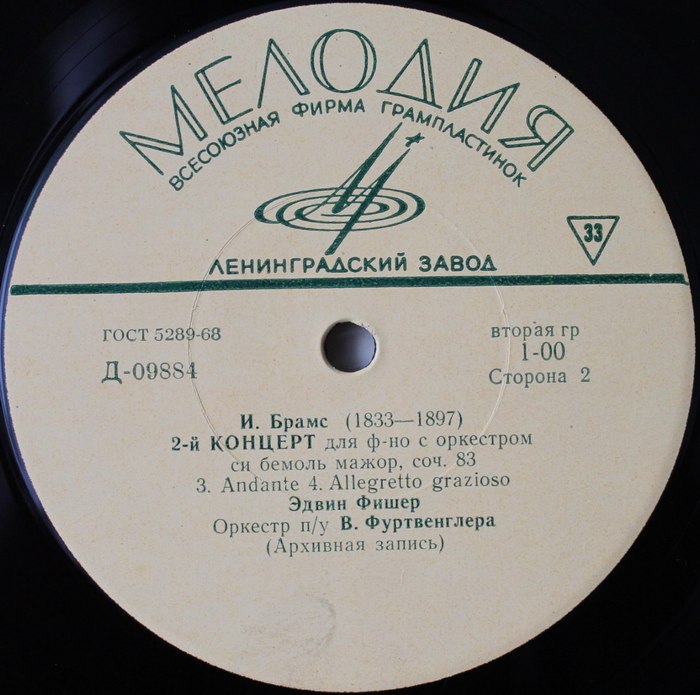 МЕЛОДИЯ
ВСЕСОЮЗНАЯ ФИРМА ГРАМПЛАСТИНОК
33
ЛЕНИНГРАДСКИЙ ЗАВОД
ГОСТ 5289-68
Д-09884
вторая гр
1-00
Сторона 2
И. Брамс (1833—1897)
2-й КОНЦЕРТ для ф-но с оркестром
си бемоль мажор, соч. 83
3. Andante 4. Allegretto grazioso
Эдвин Фишер
Оркестр п/у В. Фуртвенглера
(Архивная запись)